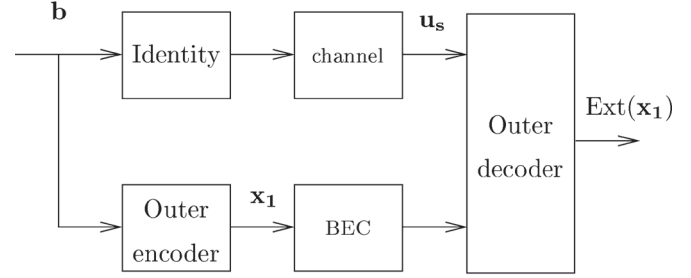 b
Identity
channel
u_s
Outer
decoder
Ext(x_1)
Outer
encoder
x_1
BEC